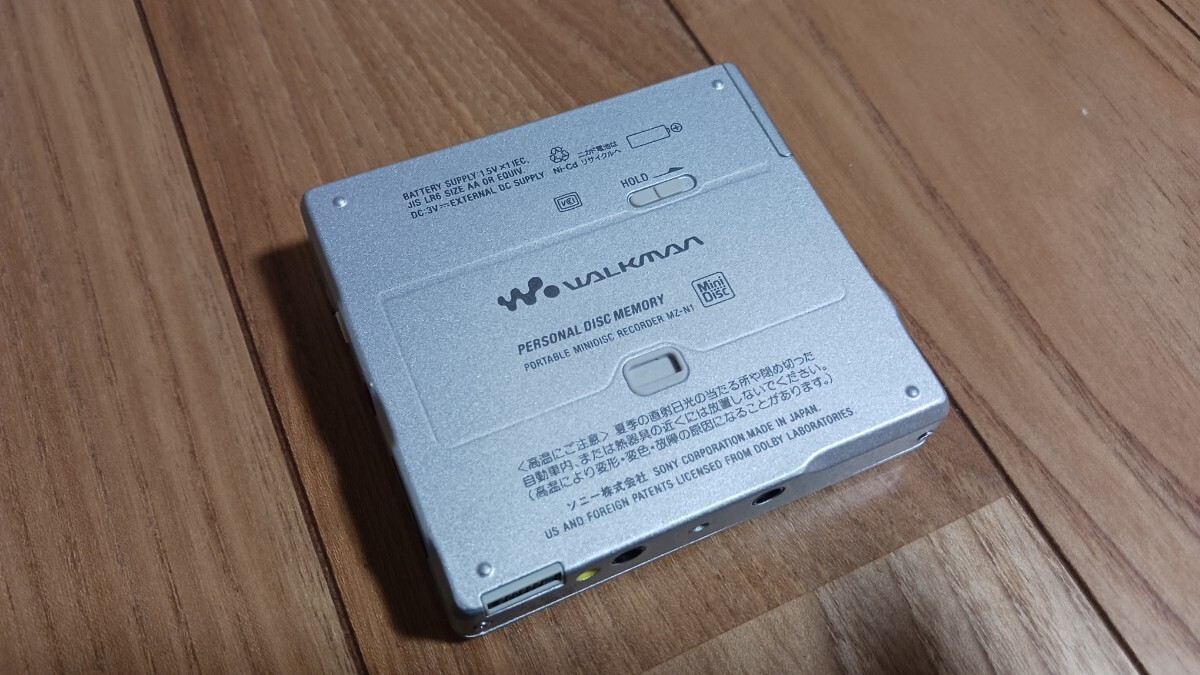 BATTERY SUPPLY 1.5V×1 IEC,
JIS LR6 SIZE AA OR EQUIV.
DC⎓3V EXTERNAL DC SUPPLY
Ni-Cd
ニカド電池は
リサイクルへ
VCCI
HOLD
WALKMAN
PERSONAL DISC MEMORY
PORTABLE MINIDISC RECORDER MZ-N1
Mini
Disc
<高温にご注意> 夏季の直射日光の当たる所や閉め切った
自動車内、または熱器具の近くには放置しないでください。
(高温により変形・変色・故障の原因になることがあります。)
ソニー株式会社 SONY CORPORATION MADE IN JAPAN.
US AND FOREIGN PATENTS LICENSED FROM DOLBY LABORATORIES